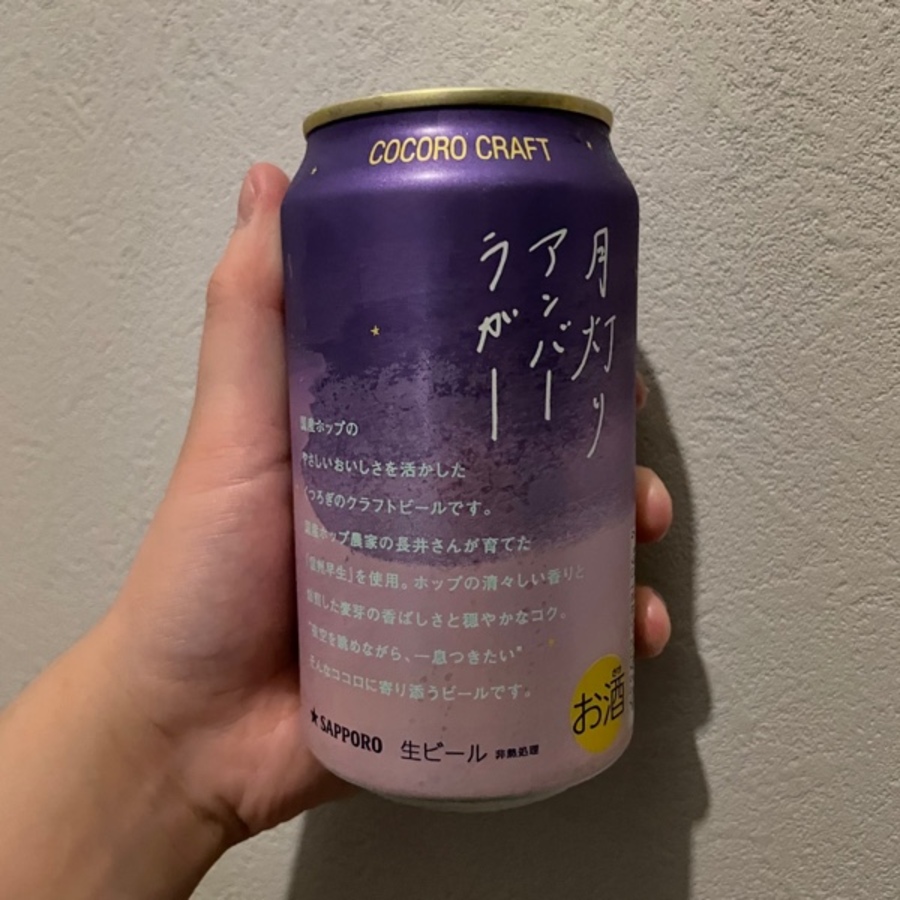 COCORO CRAFT
月灯り
アンバー
ラガー
国産ホップの
やさしいおいしさを活かした
くつろぎのクラフトビールです。
国産ホップ農家の長井さんが育てた
「信州早生」を使用。ホップの清々しい香りと
焙煎した麦芽の香ばしさと穏やかなコク。
"夜空を眺めながら、一息つきたい"
そんなココロに寄り添うビールです。
★SAPPORO 生ビール 非熱処理
さけ
お酒